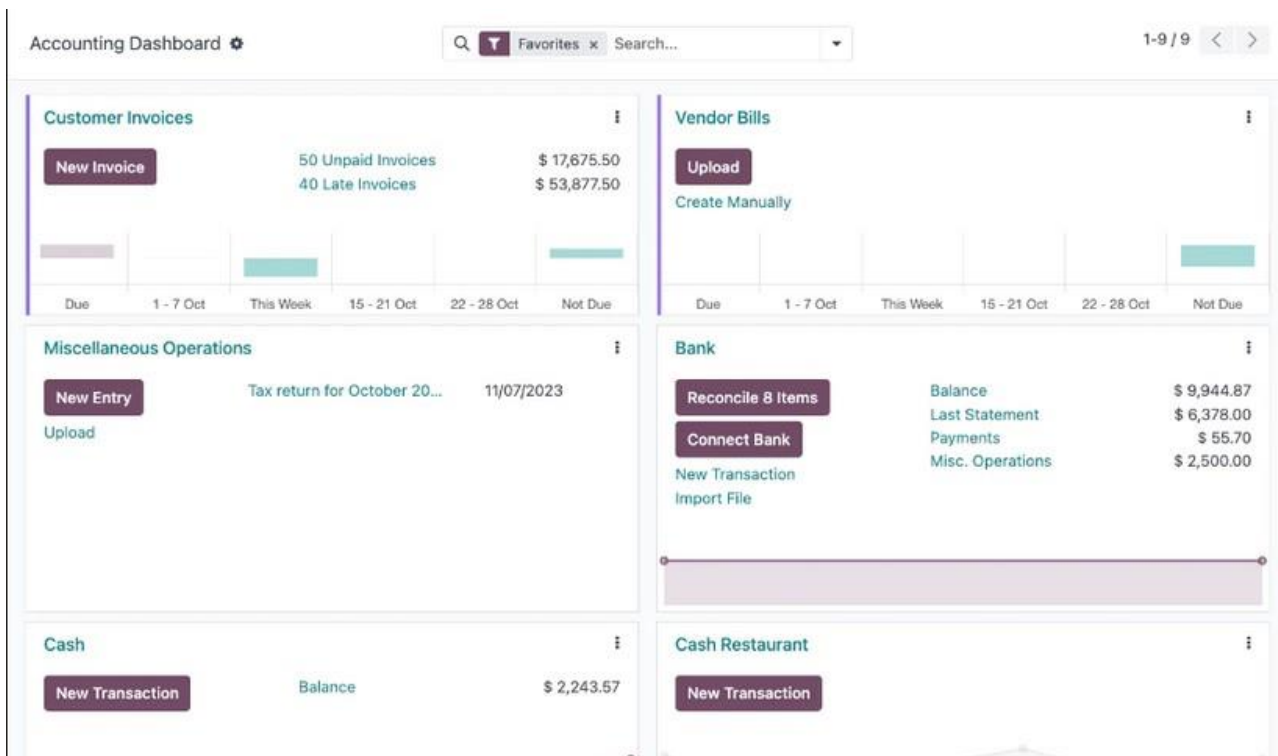 Accounting Dashboard
Favorites × Search...
1-9 / 9
Customer Invoices
New Invoice
50 Unpaid Invoices $ 17,675.50
40 Late Invoices $ 53,877.50
Due 1 - 7 Oct This Week 15 - 21 Oct 22 - 28 Oct Not Due
Vendor Bills
Upload
Create Manually
Due 1 - 7 Oct This Week 15 - 21 Oct 22 - 28 Oct Not Due
Miscellaneous Operations
New Entry
Tax return for October 20... 11/07/2023
Upload
Bank
Reconcile 8 Items
Connect Bank
New Transaction
Import File
Balance $ 9,944.87
Last Statement $ 6,378.00
Payments $ 55.70
Misc. Operations $ 2,500.00
Cash
New Transaction
Balance $ 2,243.57
Cash Restaurant
New Transaction